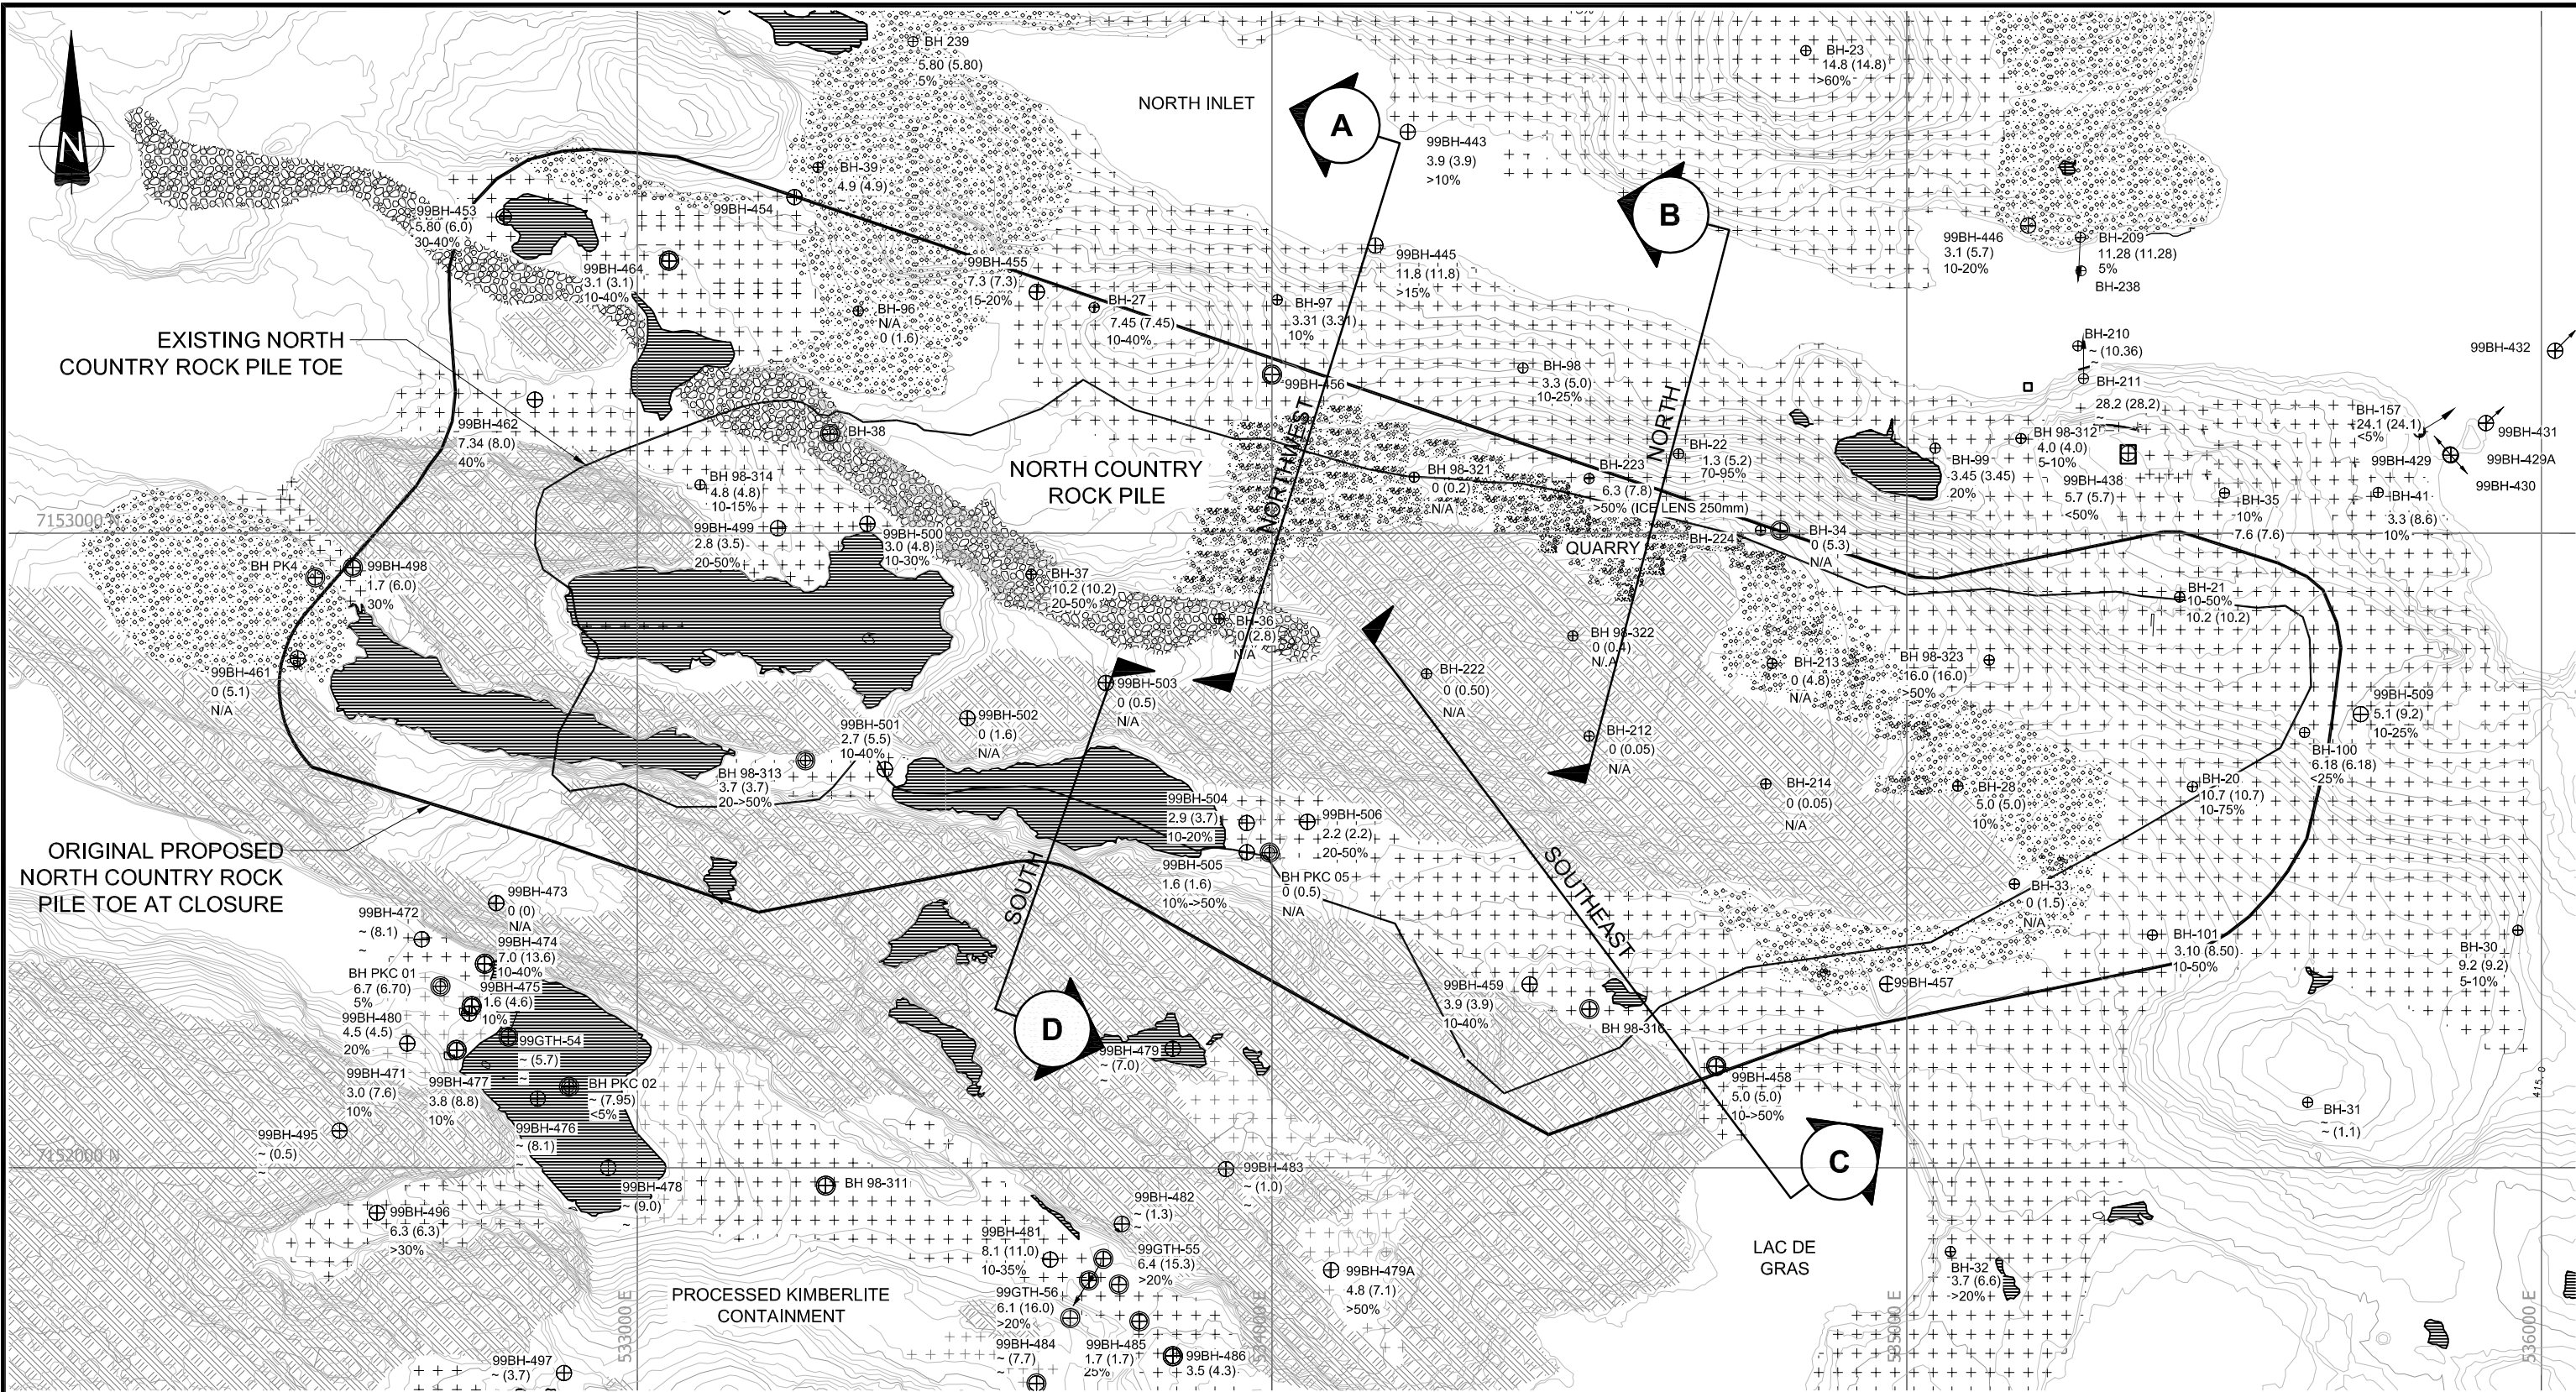 BH 239
5.80 (5.80)
5%
NORTH INLET
A
BH-23
14.8 (14.8)
>60%
N
99BH-443
3.9 (3.9)
>10%
BH-39
4.9 (4.9)
~
99BH-454
99BH-453
5.80 (6.0)
30-40%
B
99BH-446
3.1 (5.7)
10-20%
BH-209
11.28 (11.28)
5%
BH-238
99BH-464
3.1 (3.1)
10-40%
99BH-455
7.3 (7.3)
15-20%
99BH-445
11.8 (11.8)
>15%
BH-96
N/A
0 (1.6)
BH-27
7.45 (7.45)
10-40%
BH-97
3.31 (3.31)
10%
EXISTING NORTH
COUNTRY ROCK PILE TOE
BH-210
~ (10.36)
~
99BH-432
BH-98
3.3 (5.0)
10-25%
99BH-456
BH-211
28.2 (28.2)
~
BH-157
24.1 (24.1)
<5%
99BH-431
99BH-429
99BH-429A
99BH-430
99BH-462
7.34 (8.0)
40%
BH-38
NORTH COUNTRY
ROCK PILE
NORTHWEST
NORTH
BH-22
1.3 (5.2)
70-95%
BH-99
3.45 (3.45)
20%
BH 98-312
4.0 (4.0)
5-10%
99BH-438
5.7 (5.7)
<50%
BH-35
10%
7.6 (7.6)
BH-41
3.3 (8.6)
10%
BH 98-314
4.8 (4.8)
10-15%
BH 98-321
0 (0.2)
N/A
BH-223
6.3 (7.8)
>50% (ICE LENS 250mm)
7153000 N
99BH-499
2.8 (3.5)
20-50%
99BH-500
3.0 (4.8)
10-30%
QUARRY
BH-224
BH-34
0 (5.3)
N/A
BH PK4
99BH-498
1.7 (6.0)
30%
BH-37
10.2 (10.2)
20-50%
BH-21
10-50%
10.2 (10.2)
BH-36
0 (2.8)
N/A
BH 98-322
0 (0.4)
N/A
99BH-461
0 (5.1)
N/A
99BH-503
0 (0.5)
N/A
BH-222
0 (0.50)
N/A
BH-213
0 (4.8)
N/A
BH 98-323
16.0 (16.0)
>50%
99BH-509
5.1 (9.2)
10-25%
99BH-501
2.7 (5.5)
10-40%
99BH-502
0 (1.6)
N/A
BH-212
0 (0.05)
N/A
BH-100
6.18 (6.18)
<25%
BH 98-313
3.7 (3.7)
20->50%
BH-214
0 (0.05)
N/A
BH-28
5.0 (5.0)
10%
BH-20
10.7 (10.7)
10-75%
99BH-504
2.9 (3.7)
10-20%
99BH-506
2.2 (2.2)
20-50%
ORIGINAL PROPOSED
NORTH COUNTRY ROCK
PILE TOE AT CLOSURE
99BH-505
1.6 (1.6)
10%->50%
BH PKC 05
0 (0.5)
N/A
SOUTH
SOUTHEAST
BH-33
0 (1.5)
N/A
99BH-473
0 (0)
N/A
99BH-472
~ (8.1)
~
99BH-474
7.0 (13.6)
10-40%
BH-101
3.10 (8.50)
10-50%
BH-30
9.2 (9.2)
5-10%
BH PKC 01
6.7 (6.70)
5%
99BH-475
1.6 (4.6)
10%
99BH-459
3.9 (3.9)
10-40%
99BH-457
99BH-480
4.5 (4.5)
20%
BH 98-316
D
99GTH-54
~ (5.7)
~
99BH-479
~ (7.0)
~
99BH-471
3.0 (7.6)
10%
99BH-477
3.8 (8.8)
10%
BH PKC 02
~ (7.95)
<5%
99BH-458
5.0 (5.0)
10->50%
415.0
BH-31
~ (1.1)
99BH-495
~ (0.5)
~
99BH-476
~ (8.1)
~
7152000 N
C
99BH-483
~ (1.0)
~
99BH-478
~ (9.0)
~
BH 98-311
99BH-482
~ (1.3)
~
99BH-496
6.3 (6.3)
>30%
99BH-481
8.1 (11.0)
10-35%
99GTH-55
6.4 (15.3)
>20%
LAC DE
GRAS
99BH-479A
4.8 (7.1)
>50%
BH-32
3.7 (6.6)
>20%
PROCESSED KIMBERLITE
CONTAINMENT
99GTH-56
6.1 (16.0)
>20%
533000 E
534000 E
535000 E
536000 E
99BH-484
~ (7.7)
~
99BH-485
1.7 (1.7)
25%
99BH-486
3.5 (4.3)
99BH-497
~ (3.7)